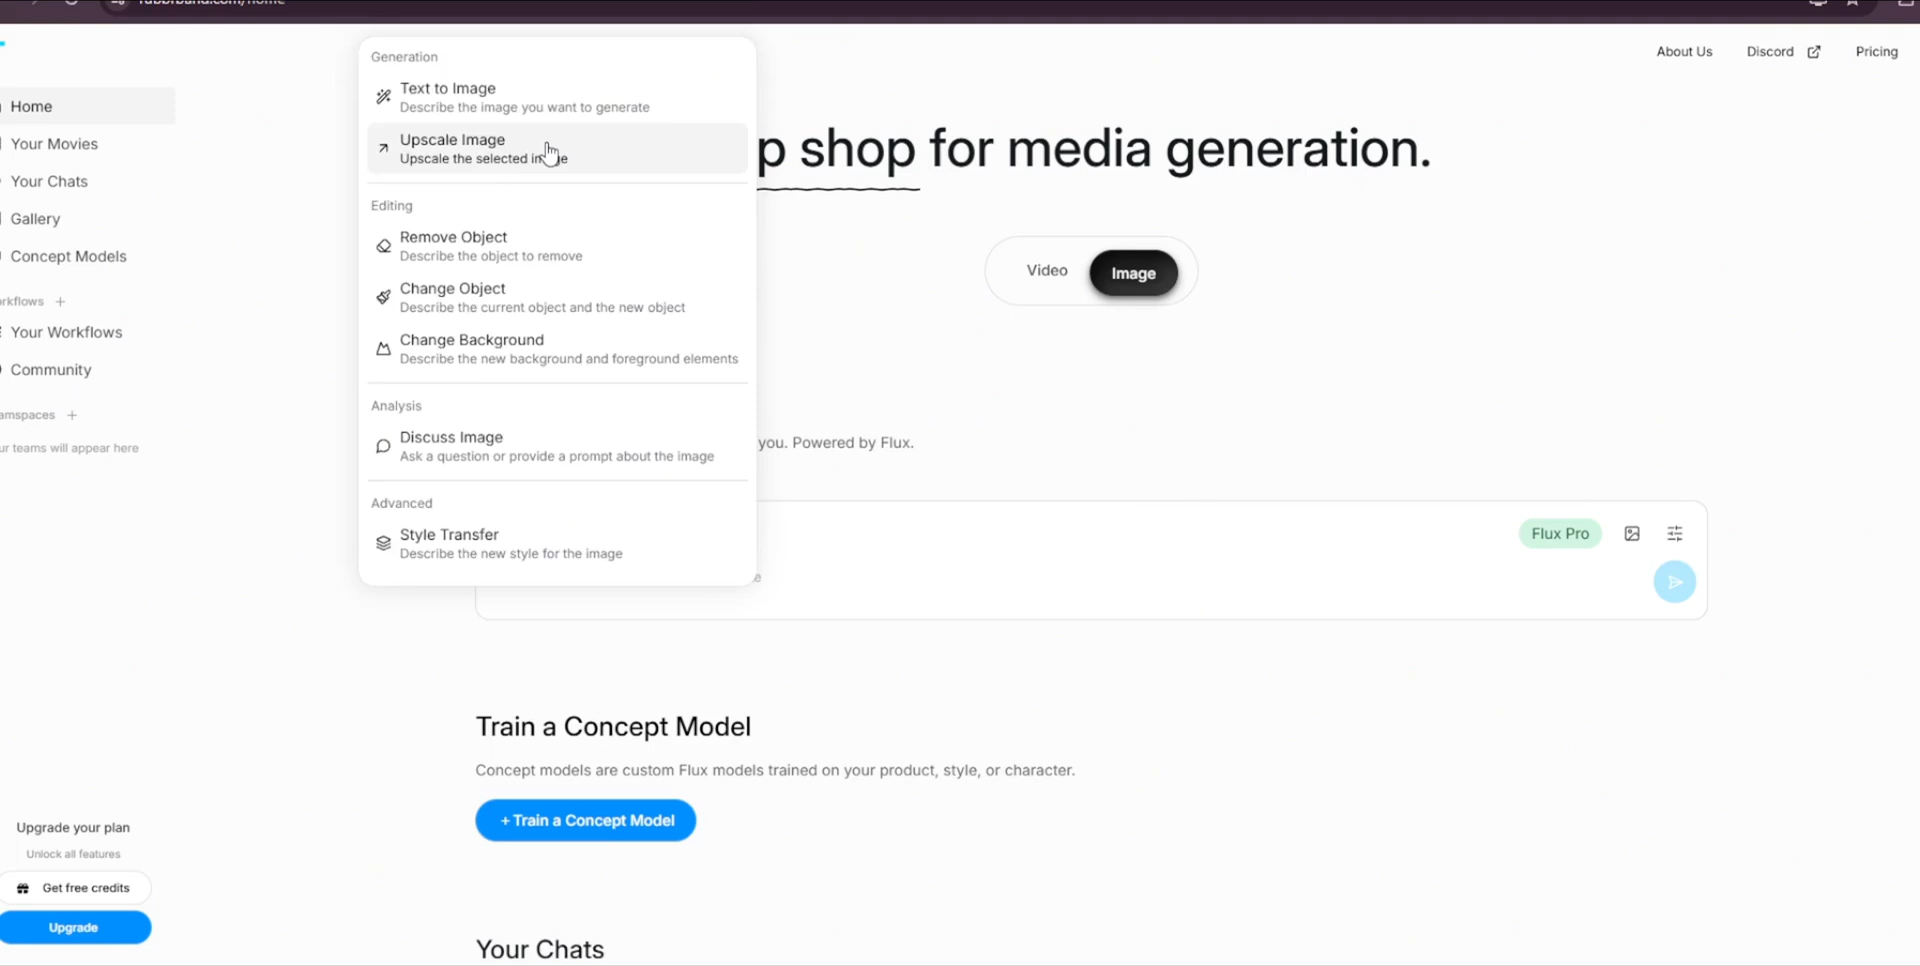 About Us
Discord
Pricing
Home
Your Movies
Your Chats
Gallery
Concept Models
rkflows +
Your Workflows
Community
amspaces +
ur teams will appear here
Upgrade your plan
Unlock all features
Get free credits
Upgrade
Generation
Text to Image
Describe the image you want to generate
Upscale Image
Upscale the selected
Editing
Remove Object
Describe the object to remove
Change Object
Describe the current object and the new object
Change Background
Describe the new background and foreground elements
Analysis
Discuss Image
Ask a question or provide a prompt about the image
Advanced
Style Transfer
Describe the new style for the image
p shop for media generation.
Video
Image
you. Powered by Flux.
Flux Pro
Train a Concept Model
Concept models are custom Flux models trained on your product, style, or character.
+ Train a Concept Model
Your Chats